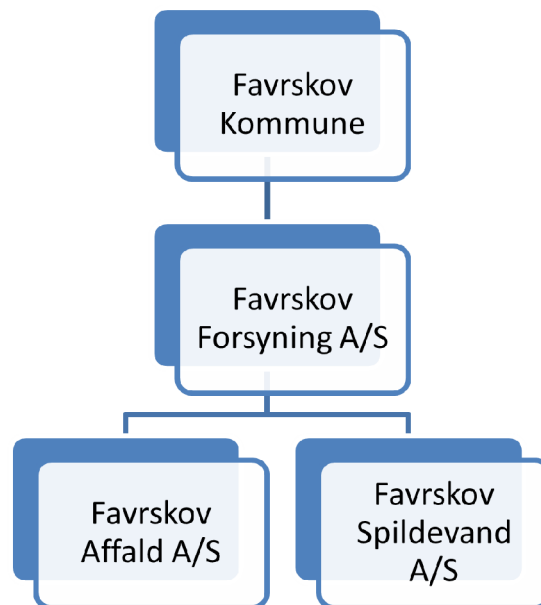 Favrskov
Kommune
Favrskov
Forsyning A/S
Favrskov
Affald A/S
Favrskov
Spildevand
A/S